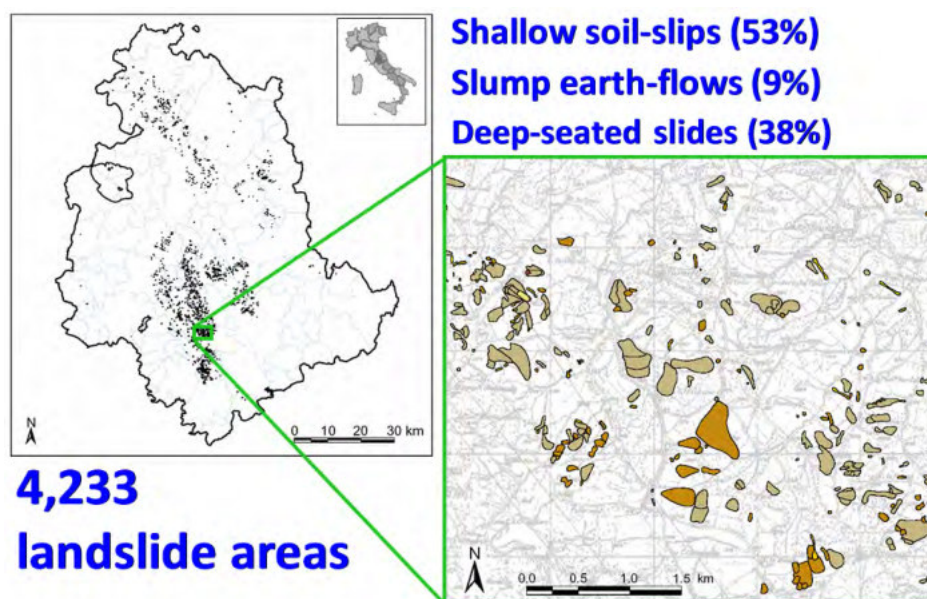 Shallow soil-slips (53%)
Slump earth-flows (9%)
Deep-seated slides (38%)
N
0 10 20 30 km
4,233
landslide areas
N
0.0 0.5 1.0 1.5 km